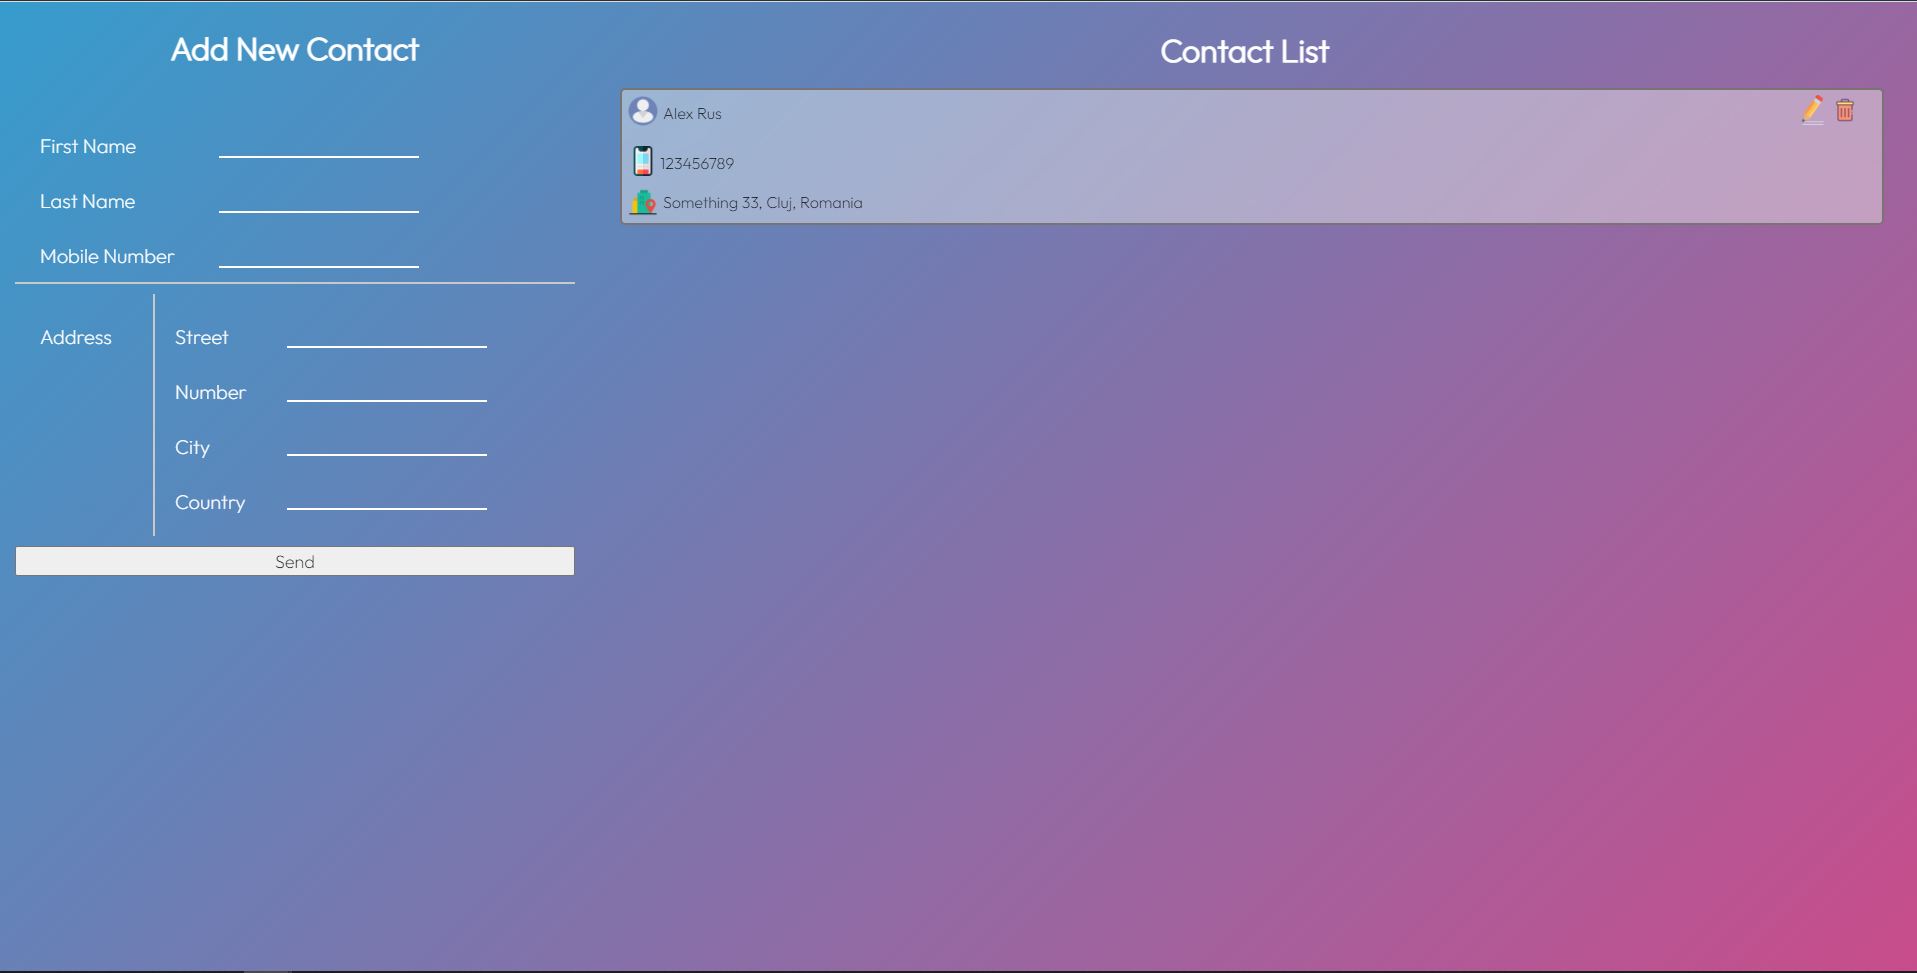 Add New Contact
First Name
Last Name
Mobile Number
Address
Street
Number
City
Country
Send
Contact List
Alex Rus
123456789
Something 33, Cluj, Romania